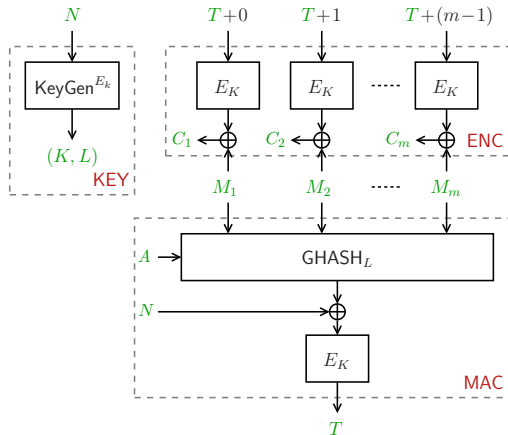 N
T+0 T+1 T+(m−1)
KeyGen^{E_k}
E_K E_K ...... E_K
C_1 C_2 C_m
(K, L)
ENC
KEY
M_1 M_2 ...... M_m
A
GHASH_L
N
E_K
MAC
T